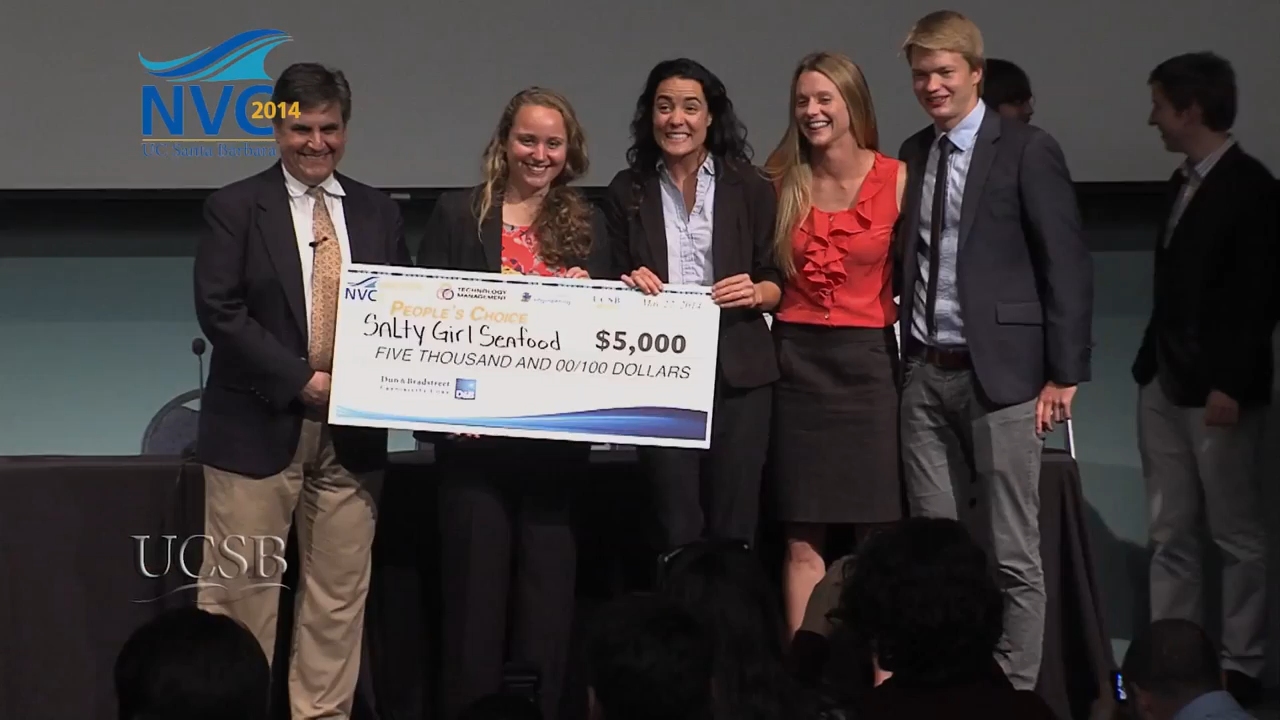 NVC
2014
UC Santa Barbara
NVC
TECHNOLOGY
MANAGEMENT
UCSB
PEOPLE'S CHOICE
SALTY GIRL SEAFOOD
$5,000
FIVE THOUSAND AND 00/100 DOLLARS
Dun & Bradstreet
D&B
UCSB